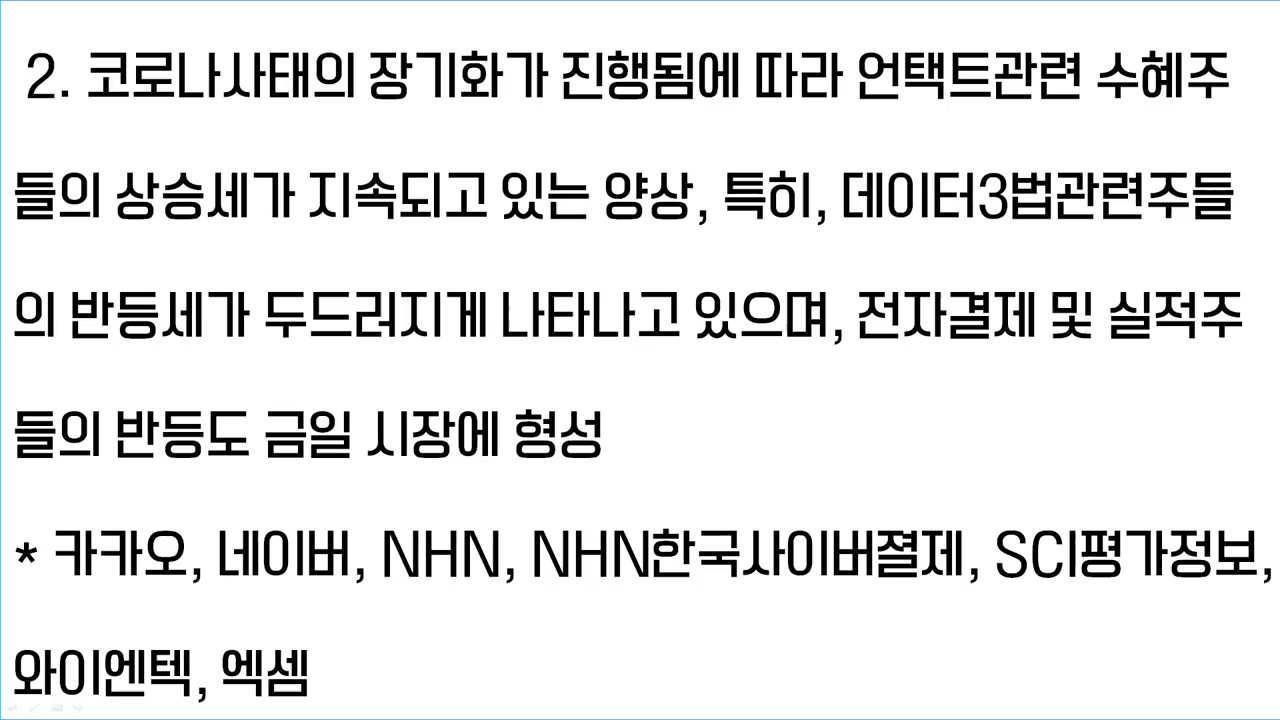 2. 코로나사태의 장기화가 진행됨에 따라 언택트관련 수혜주
들의 상승세가 지속되고 있는 양상, 특히, 데이터3법관련주들
의 반등세가 두드러지게 나타나고 있으며, 전자결제 및 실적주
들의 반등도 금일 시장에 형성
* 카카오, 네이버, NHN, NHN한국사이버졀제, SCI평가정보,
와이엔텍, 엑셈